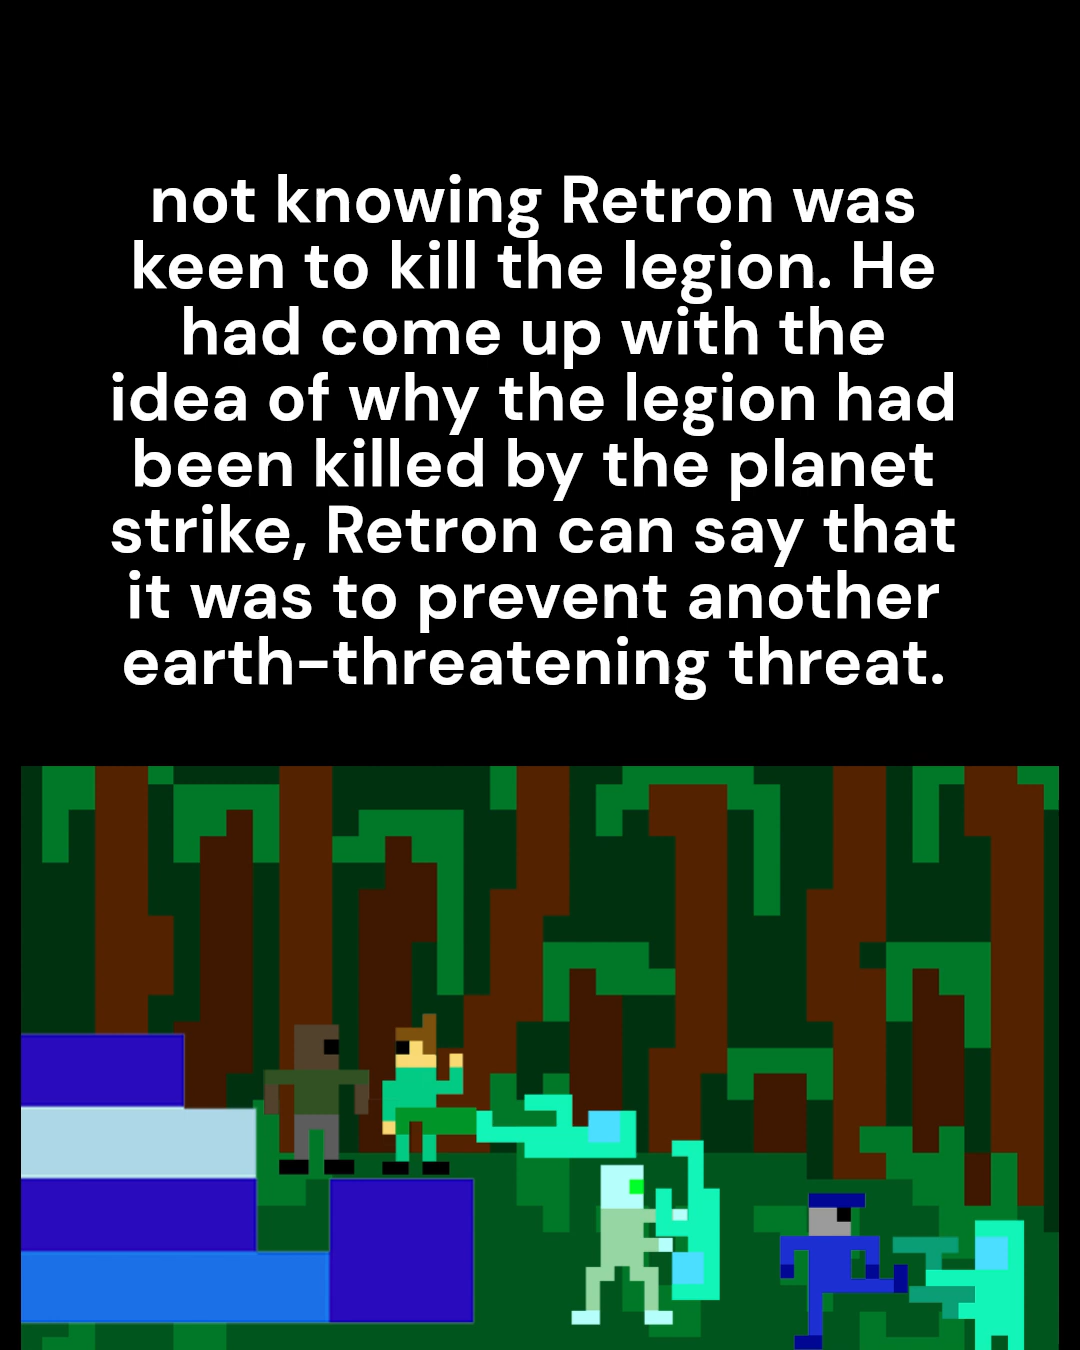 not knowing Retron was
keen to kill the legion. He
had come up with the
idea of why the legion had
been killed by the planet
strike, Retron can say that
it was to prevent another
earth-threatening threat.